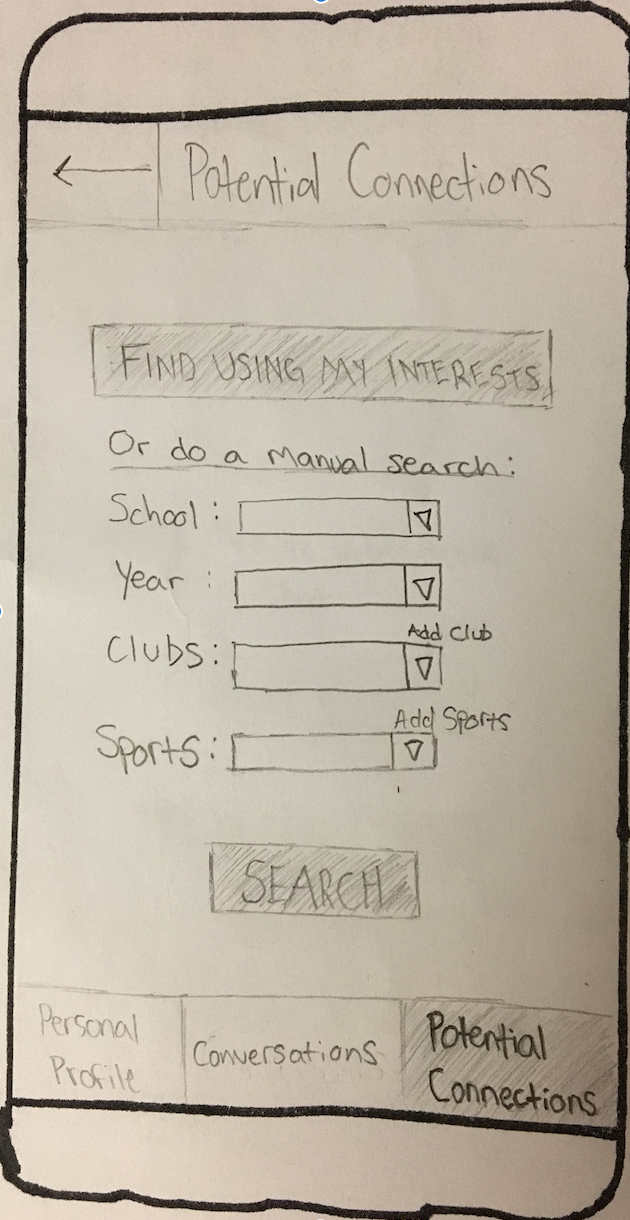 Potential Connections
FIND USING MY INTERESTS
Or do a manual search:
School:
Year :
Add Club
Clubs:
Add Sports
Sports:
SEARCH
Personal
Profile
Conversations
Potential
Connections